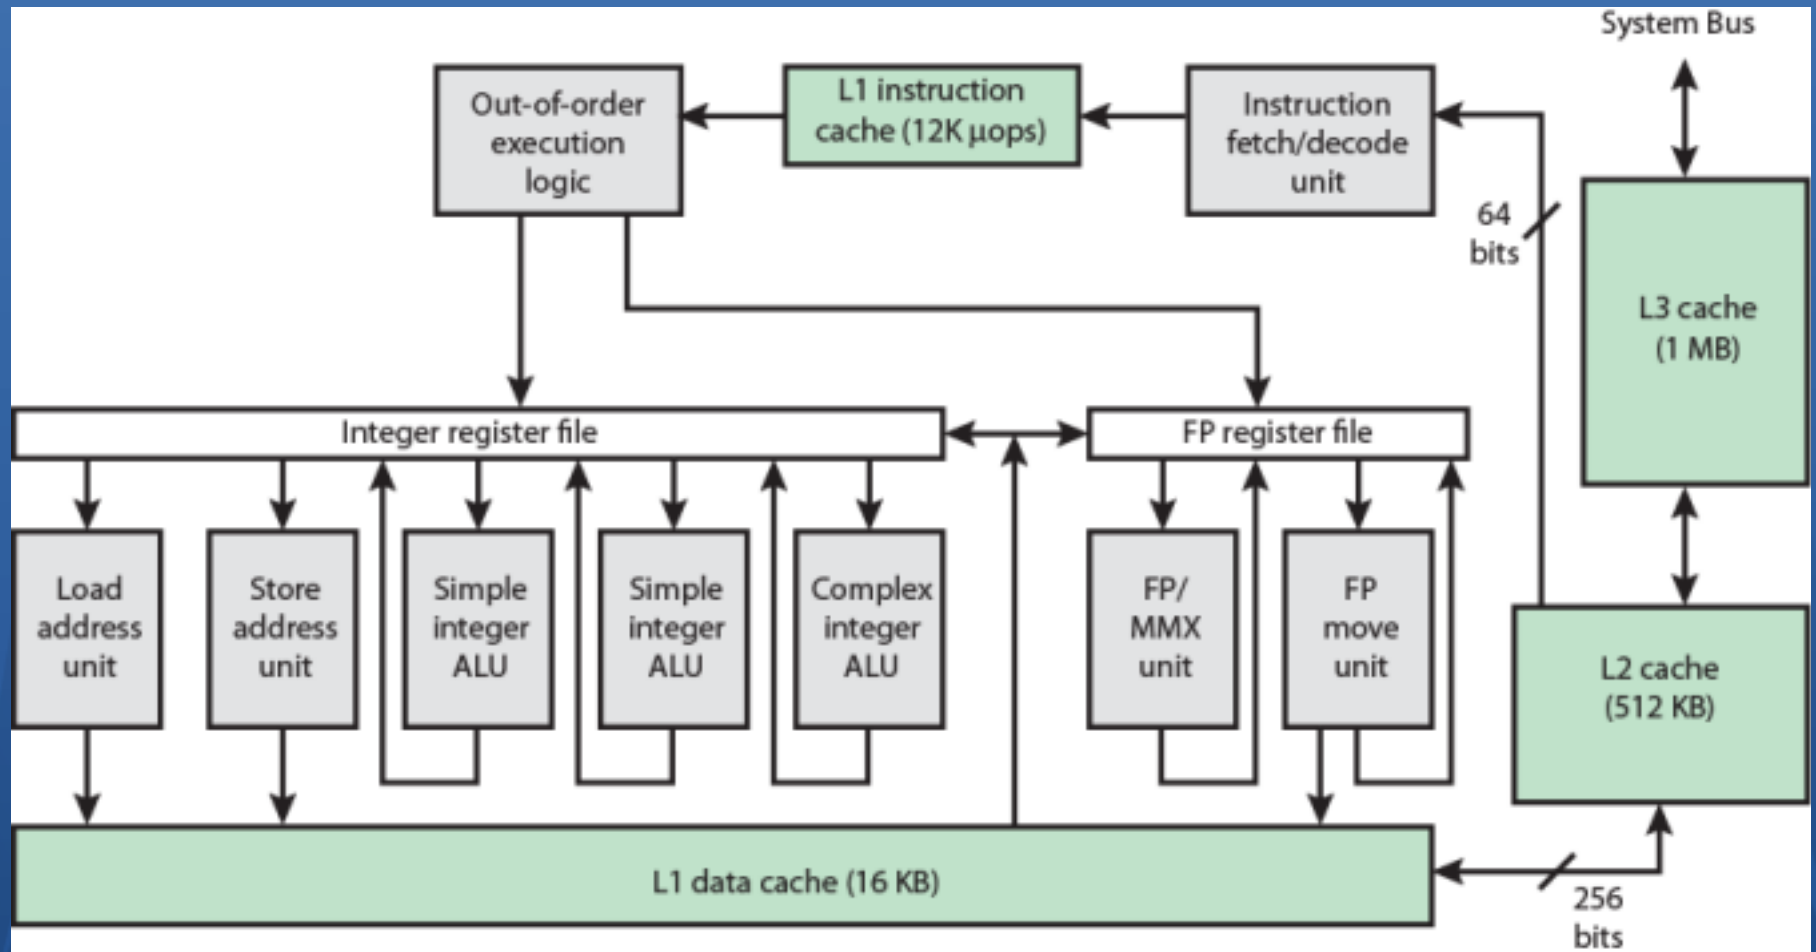 System Bus
Out-of-order
execution
logic
L1 instruction
cache (12K µops)
Instruction
fetch/decode
unit
64
bits
L3 cache
(1 MB)
Integer register file
FP register file
Load
address
unit
Store
address
unit
Simple
integer
ALU
Simple
integer
ALU
Complex
integer
ALU
FP/
MMX
unit
FP
move
unit
L2 cache
(512 KB)
L1 data cache (16 KB)
256
bits